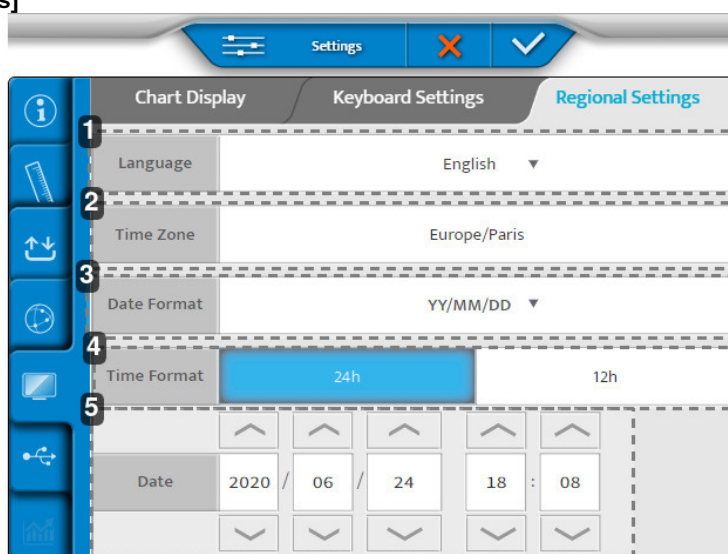 s]
Settings
Chart Display Keyboard Settings Regional Settings
1
Language English ▼
2
Time Zone Europe/Paris
3
Date Format YY/MM/DD ▼
4
Time Format 24h 12h
5
Date 2020 / 06 / 24 18 : 08